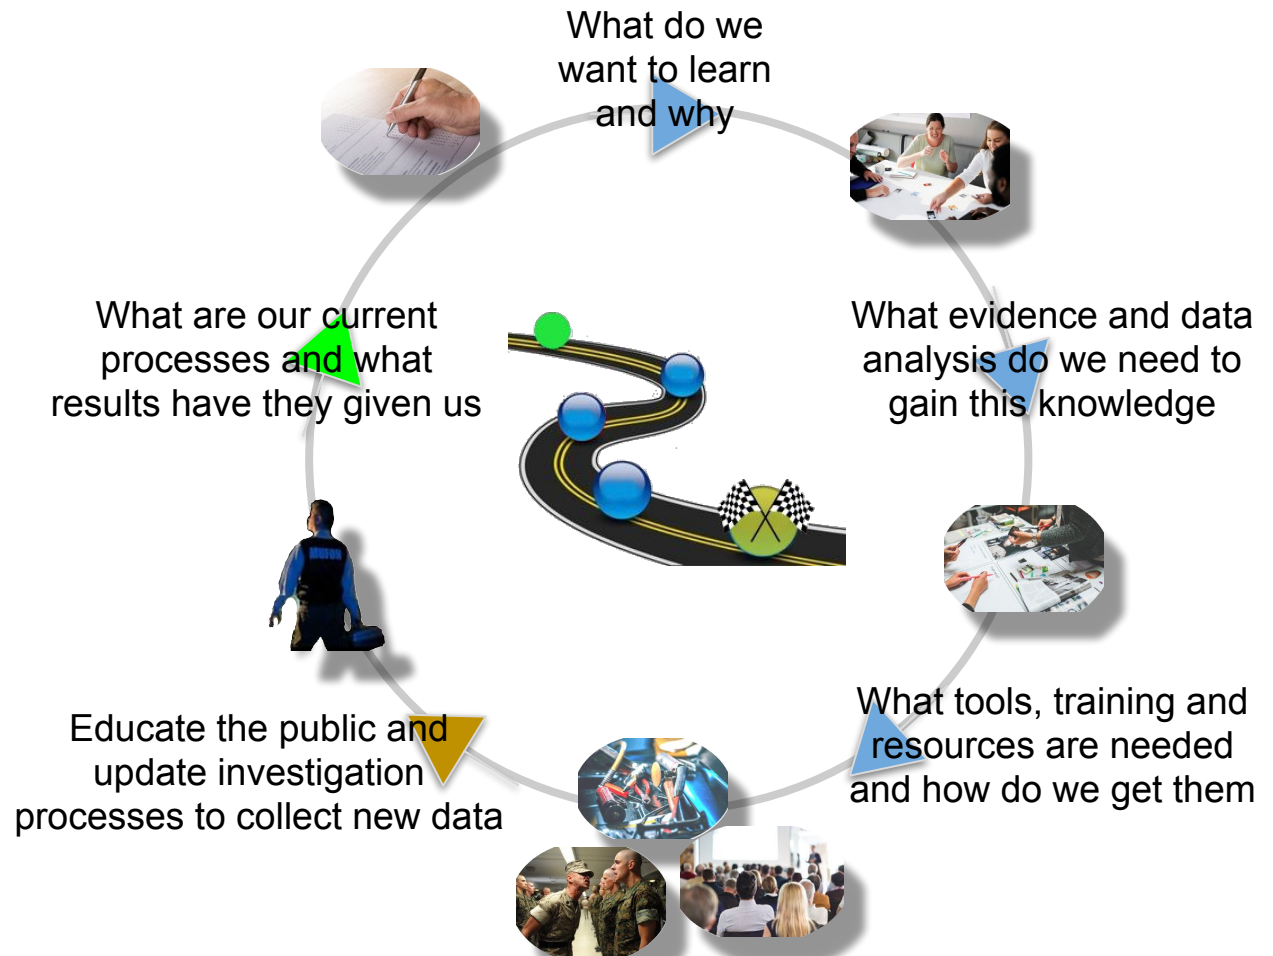 What do we
want to learn
and why
What are our current
processes and what
results have they given us
What evidence and data
analysis do we need to
gain this knowledge
MUFON
What tools, training and
resources are needed
and how do we get them
Educate the public and
update investigation
processes to collect new data